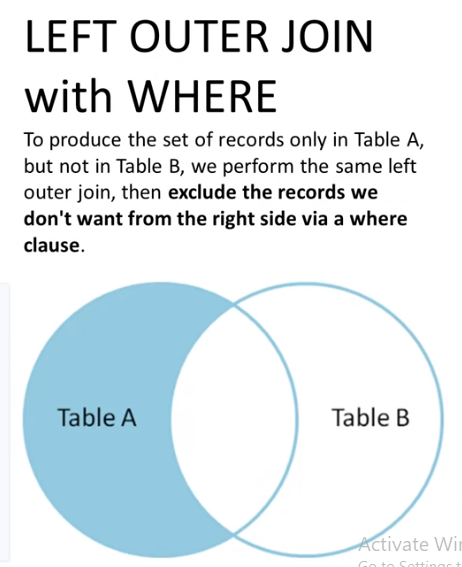 LEFT OUTER JOIN
with WHERE
To produce the set of records only in Table A,
but not in Table B, we perform the same left
outer join, then exclude the records we
don't want from the right side via a where
clause.
Table A
Table B
Activate Wi
Go to Settings t